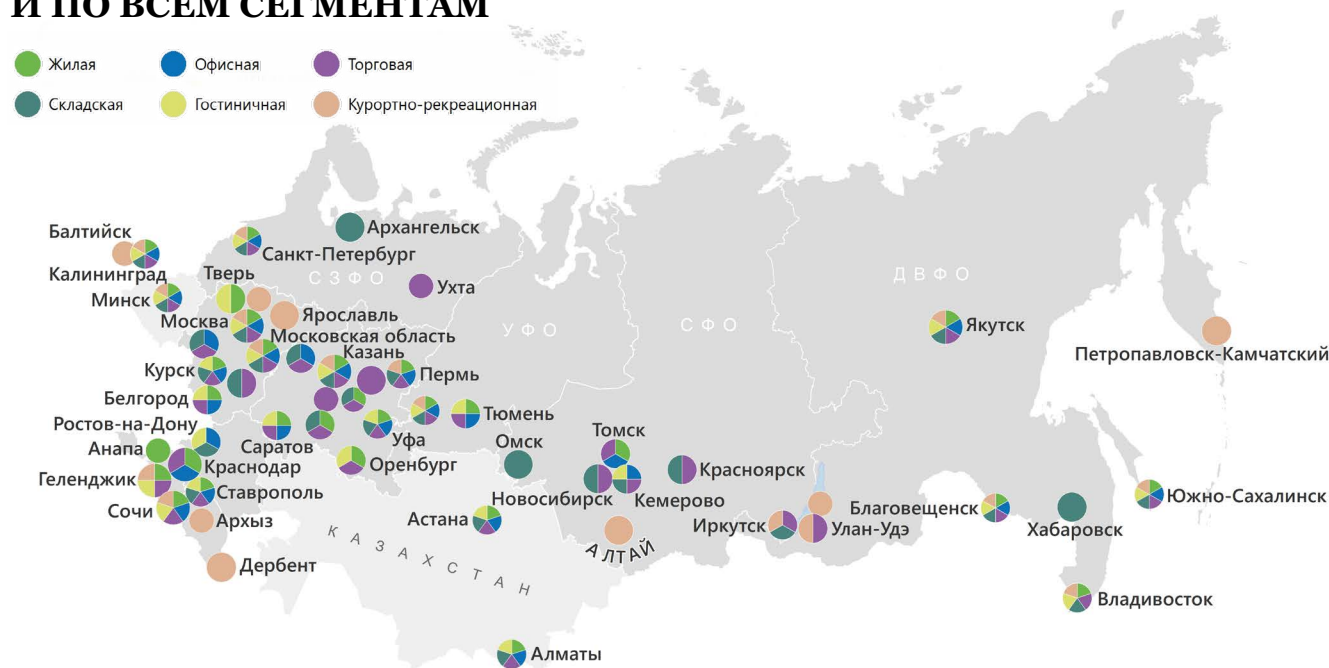 И ПО ВСЕМ СЕГМЕНТАМ
Жилая
Офисная
Торговая
Складская
Гостиничная
Курортно-рекреационная
Балтийск
Архангельск
Санкт-Петербург
Калининград
Тверь
СЗФО
ДВФО
Минск
Ухта
Ярославль
Москва
УФО
СФО
Якутск
Московская область
Казань
Петропавловск-Камчатский
Курск
Пермь
Белгород
Тюмень
Ростов-на-Дону
Томск
Анапа
Саратов
Уфа
Омск
Краснодар
Оренбург
Красноярск
Геленджик
Ставрополь
Новосибирск
Кемерово
Южно-Сахалинск
Сочи
Архыз
Астана
Благовещенск
Иркутск
Улан-Удэ
Хабаровск
КАЗАХСТАН
АЛТАЙ
Дербент
Владивосток
Алматы